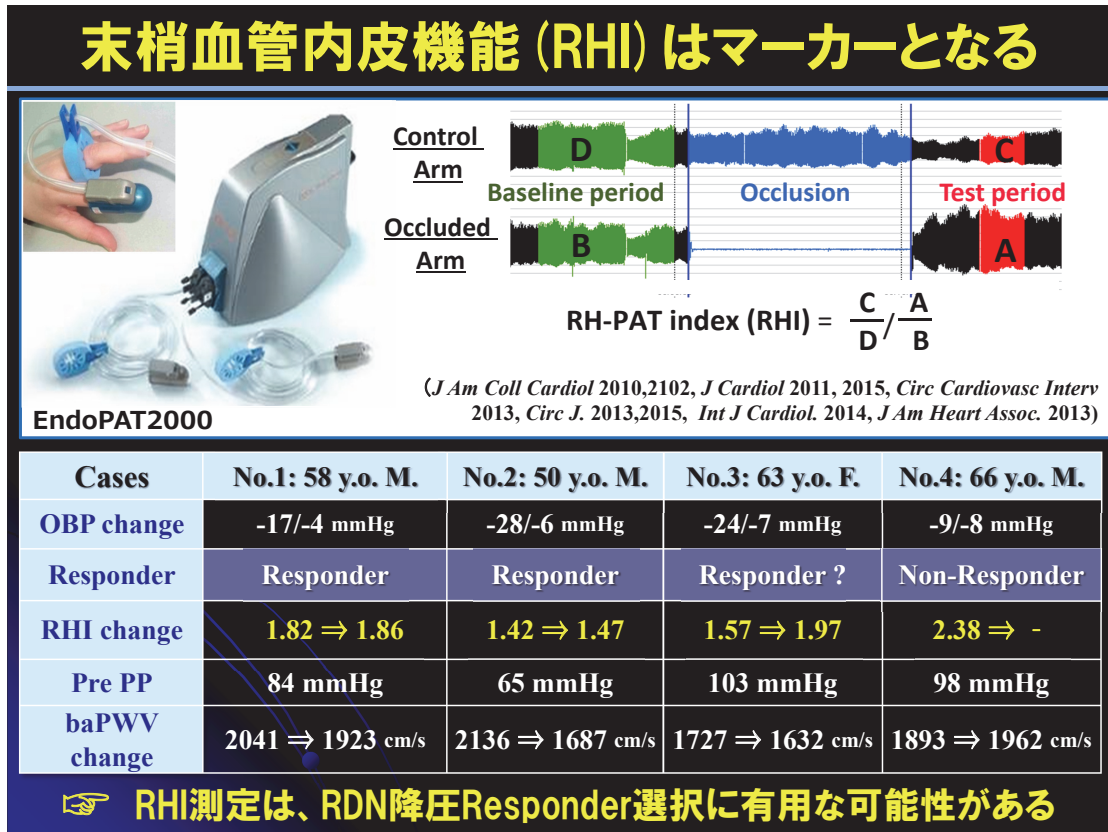 末梢血管内皮機能(RHI)はマーカーとなる
Control
Arm
D
C
Baseline period
Occlusion
Test period
Occluded
Arm
B
A
RH-PAT index (RHI) = C/D / A/B
EndoPAT2000
(J Am Coll Cardiol 2010,2102, J Cardiol 2011, 2015, Circ Cardiovasc Interv
2013, Circ J. 2013,2015, Int J Cardiol. 2014, J Am Heart Assoc. 2013)
Cases No.1: 58 y.o. M. No.2: 50 y.o. M. No.3: 63 y.o. F. No.4: 66 y.o. M.
OBP change -17/-4 mmHg -28/-6 mmHg -24/-7 mmHg -9/-8 mmHg
Responder Responder Responder Responder ? Non-Responder
RHI change 1.82 ⇒ 1.86 1.42 ⇒ 1.47 1.57 ⇒ 1.97 2.38 ⇒ -
Pre PP 84 mmHg 65 mmHg 103 mmHg 98 mmHg
baPWV
change 2041 ⇒ 1923 cm/s 2136 ⇒ 1687 cm/s 1727 ⇒ 1632 cm/s 1893 ⇒ 1962 cm/s
☞ RHI測定は、RDN降圧Responder選択に有用な可能性がある